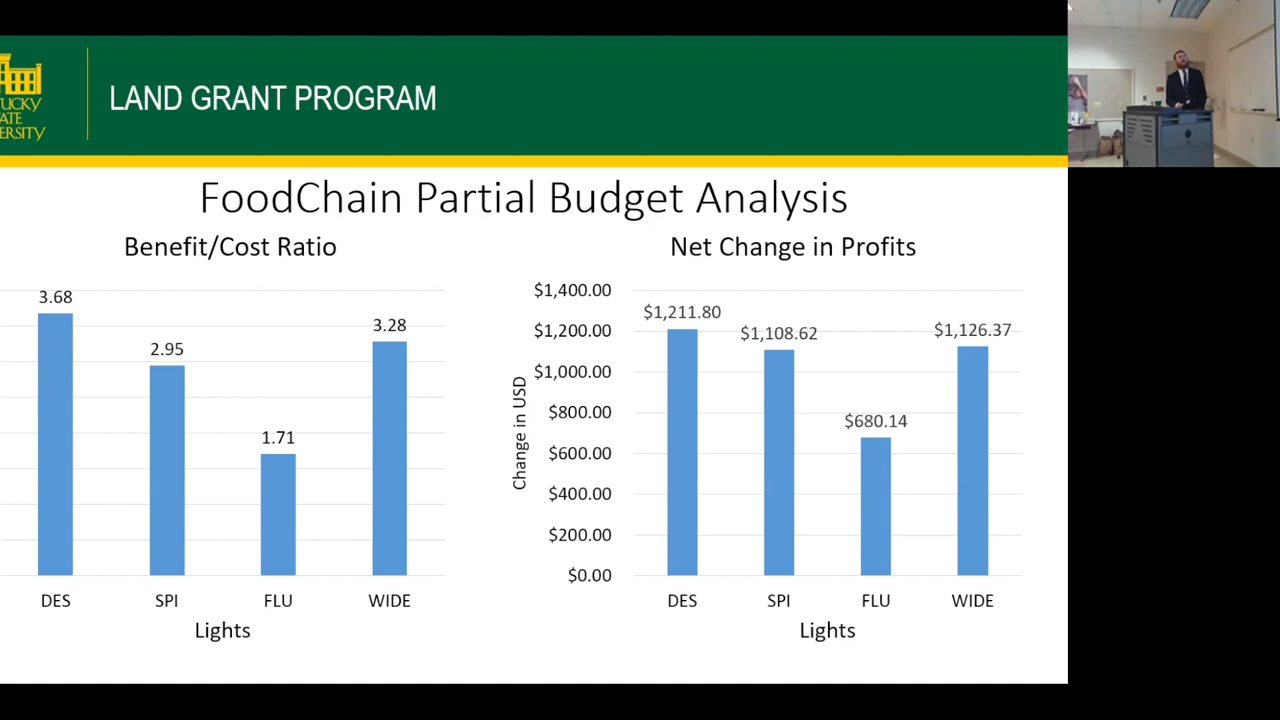 UCKY
ATE
ERSITY
LAND GRANT PROGRAM
FoodChain Partial Budget Analysis
Benefit/Cost Ratio
3.68
2.95
1.71
3.28
DES SPI FLU WIDE
Lights
Net Change in Profits
Change in USD
$1,400.00
$1,200.00
$1,000.00
$800.00
$600.00
$400.00
$200.00
$0.00
$1,211.80
$1,108.62
$680.14
$1,126.37
DES SPI FLU WIDE
Lights